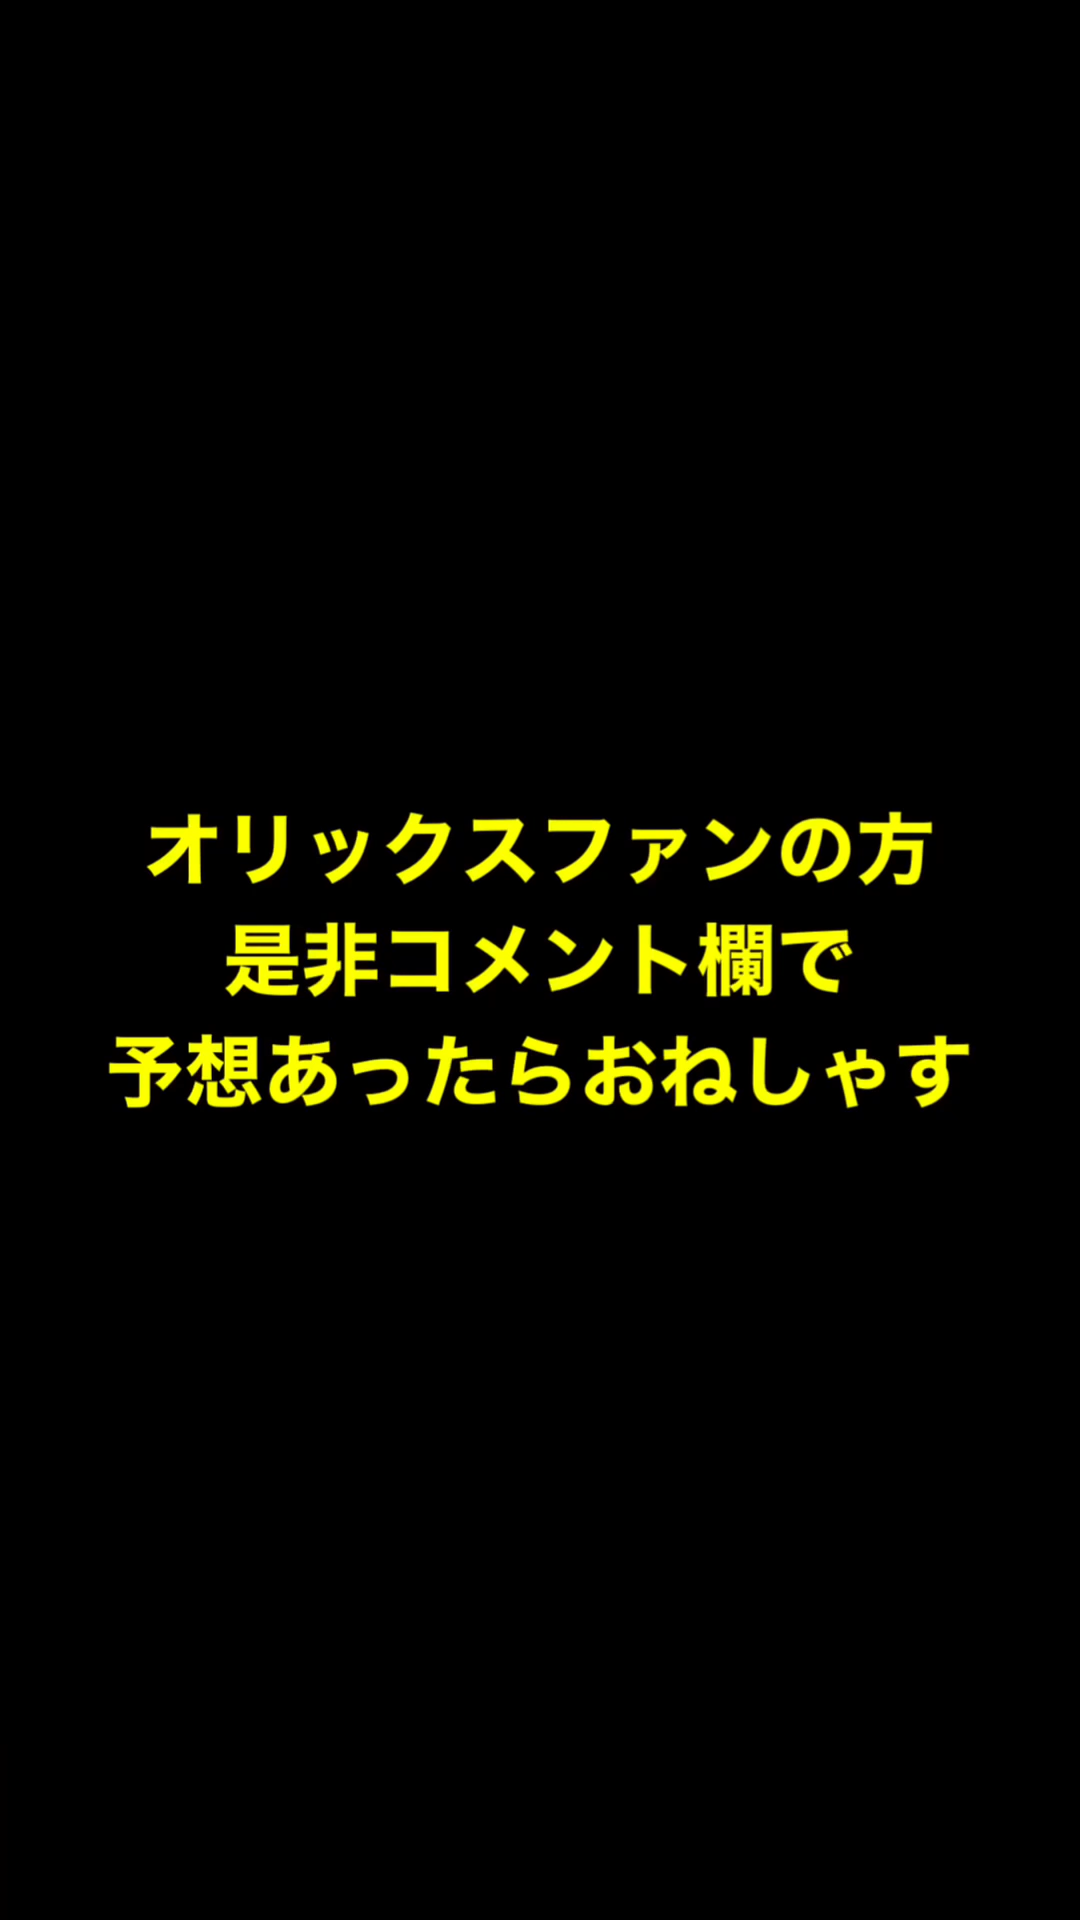 オリックスファンの方
是非コメント欄で
予想あったらおねしゃす